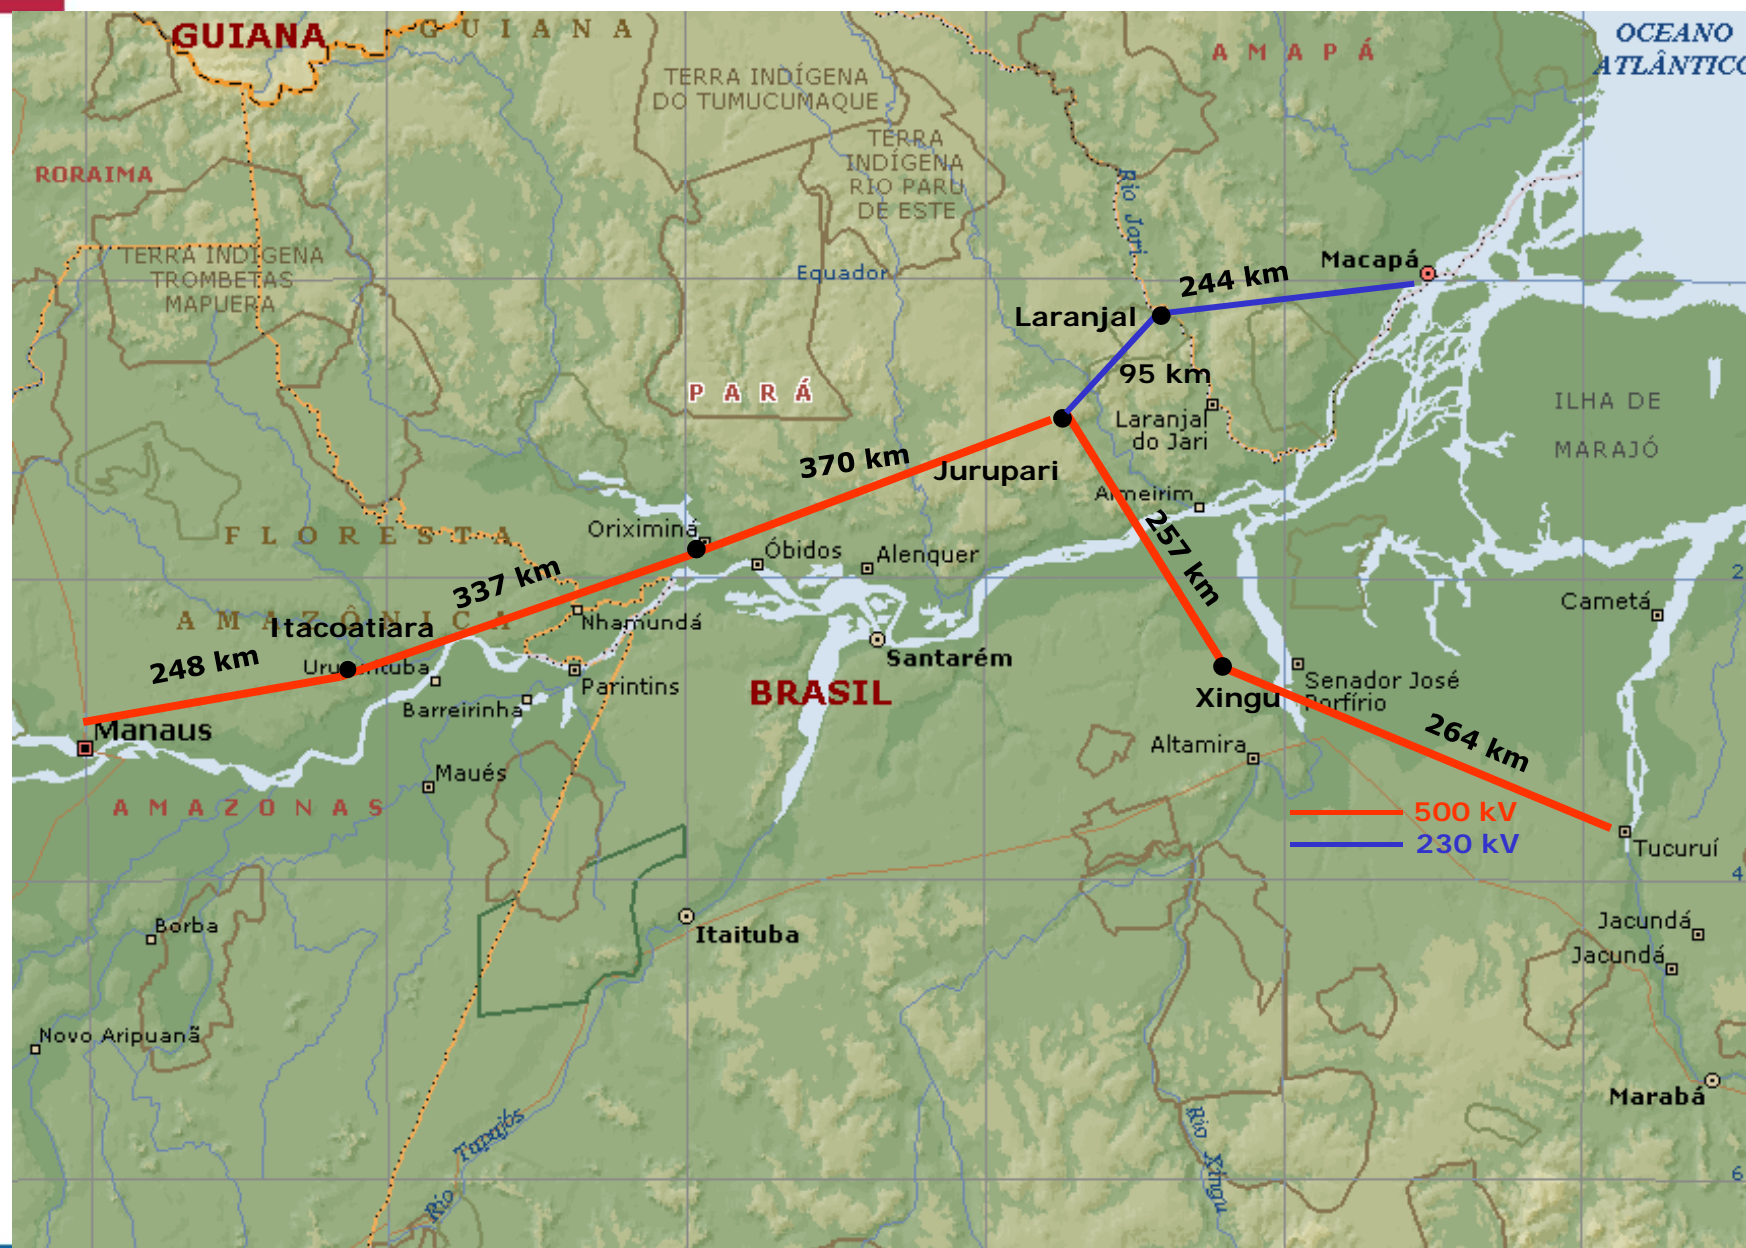 GUIANA
G U I A N A
OCEANO
ATLÂNTICO
A M A P Á
TERRA INDÍGENA
DO TUMUCUMAQUE
TERRA
INDÍGENA
RIO PARU
DE ESTE
RORAIMA
Rio Jari
TERRA INDÍGENA
TROMBETAS
MAPUERA
Equador
Macapá
244 km
Laranjal
95 km
P A R Á
Laranjal
do Jari
ILHA DE
MARAJÓ
370 km
Jurupari
Almeirim
257 km
F L O R E S T A
Oriximiná
Óbidos
Alenquer
2
337 km
A M A Z Ô N I C A
Itacoatiara
Nhamundá
Cametá
248 km
Urucurituba
Santarém
Parintins
BRASIL
Senador José
Porfírio
Xingu
Barreirinha
Manaus
264 km
Altamira
Maués
A M A Z O N A S
500 kV
230 kV
Tucuruí
4
Borba
Itaituba
Jacundá
Jacundá
Novo Aripuanã
Marabá
Rio Tapajós
Rio Xingu
6